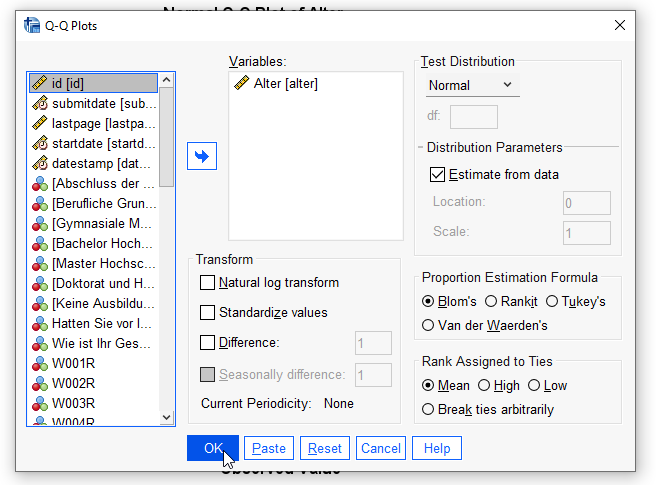 Normal Q-Q Plot of Alter
Q-Q Plots
id [id]
submitdate [sub...
lastpage [lastpa...
startdate [startd...
datestamp [dat...
[Abschluss der ...
[Berufliche Grun...
[Gymnasiale M...
[Bachelor Hoch...
[Master Hochsc...
[Doktorat und H...
[Keine Ausbildu...
Hatten Sie vor l...
Wie ist Ihr Ges...
W001R
W002R
W003R
W004R
Variables:
Alter [alter]
Transform
Natural log transform
Standardize values
Difference:
1
Seasonally difference:
1
Current Periodicity: None
Test Distribution
Normal
df:
Distribution Parameters
Estimate from data
Location:
0
Scale:
1
Proportion Estimation Formula
Blom's Rankit Tukey's
Van der Waerden's
Rank Assigned to Ties
Mean High Low
Break ties arbitrarily
OK Paste Reset Cancel Help
Observed Value